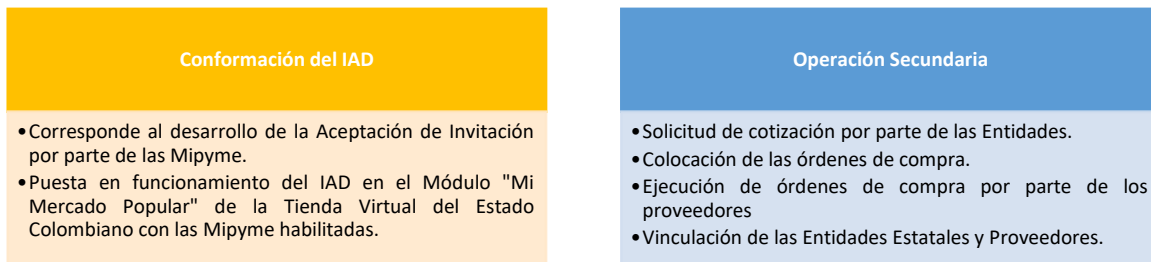 Conformación del IAD
•Corresponde al desarrollo de la Aceptación de Invitación
por parte de las Mipyme.
•Puesta en funcionamiento del IAD en el Módulo "Mi
Mercado Popular" de la Tienda Virtual del Estado
Colombiano con las Mipyme habilitadas.
Operación Secundaria
•Solicitud de cotización por parte de las Entidades.
•Colocación de las órdenes de compra.
•Ejecución de órdenes de compra por parte de los
proveedores
•Vinculación de las Entidades Estatales y Proveedores.